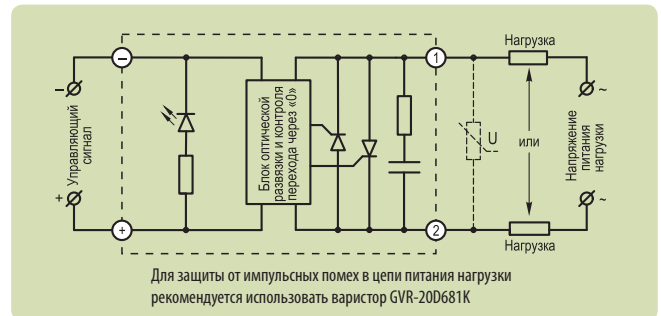 Нагрузка
– – 1 ~
Управляющий
сигнал
Блок оптической
развязки и контроля
перехода через «0»
U
или
Напряжение
питания
нагрузки
+ + 2 ~
Нагрузка
Для защиты от импульсных помех в цепи питания нагрузки
рекомендуется использовать варистор GVR-20D681K